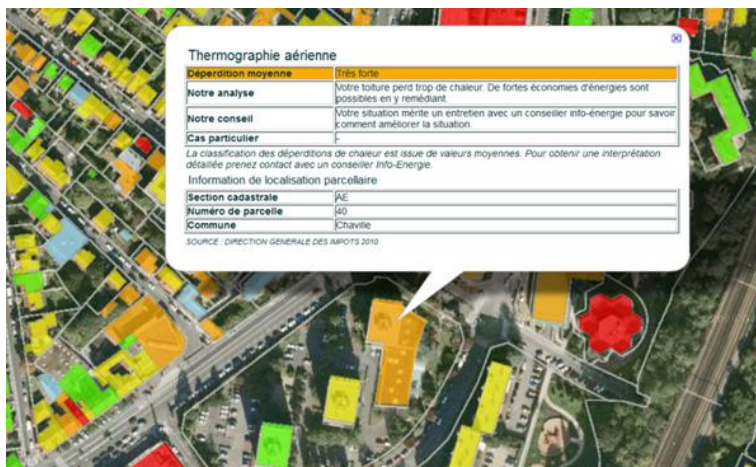 Thermographie aérienne
Déperdition moyenne Très forte
Notre analyse Votre toiture perd trop de chaleur. De fortes économies d'énergies sont
possibles en y remédiant.
Notre conseil Votre situation mérite un entretien avec un conseiller info-énergie pour savoir
comment améliorer la situation.
Cas particulier -
La classification des déperditions de chaleur est issue de valeurs moyennes. Pour obtenir une interprétation
détaillée prenez contact avec un conseiller Info-Energie.
Information de localisation parcellaire
Section cadastrale AE
Numéro de parcelle 40
Commune Chaville
SOURCE : DIRECTION GENERALE DES IMPOTS 2010